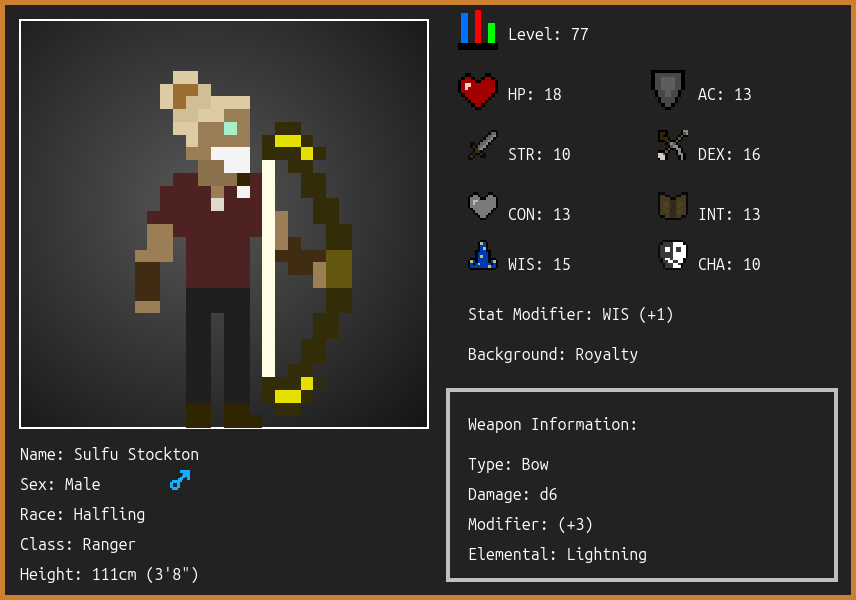 Level: 77
HP: 18
AC: 13
STR: 10
DEX: 16
CON: 13
INT: 13
WIS: 15
CHA: 10
Stat Modifier: WIS (+1)
Background: Royalty
Weapon Information:
Type: Bow
Damage: d6
Modifier: (+3)
Elemental: Lightning
Name: Sulfu Stockton
Sex: Male
Race: Halfling
Class: Ranger
Height: 111cm (3'8")